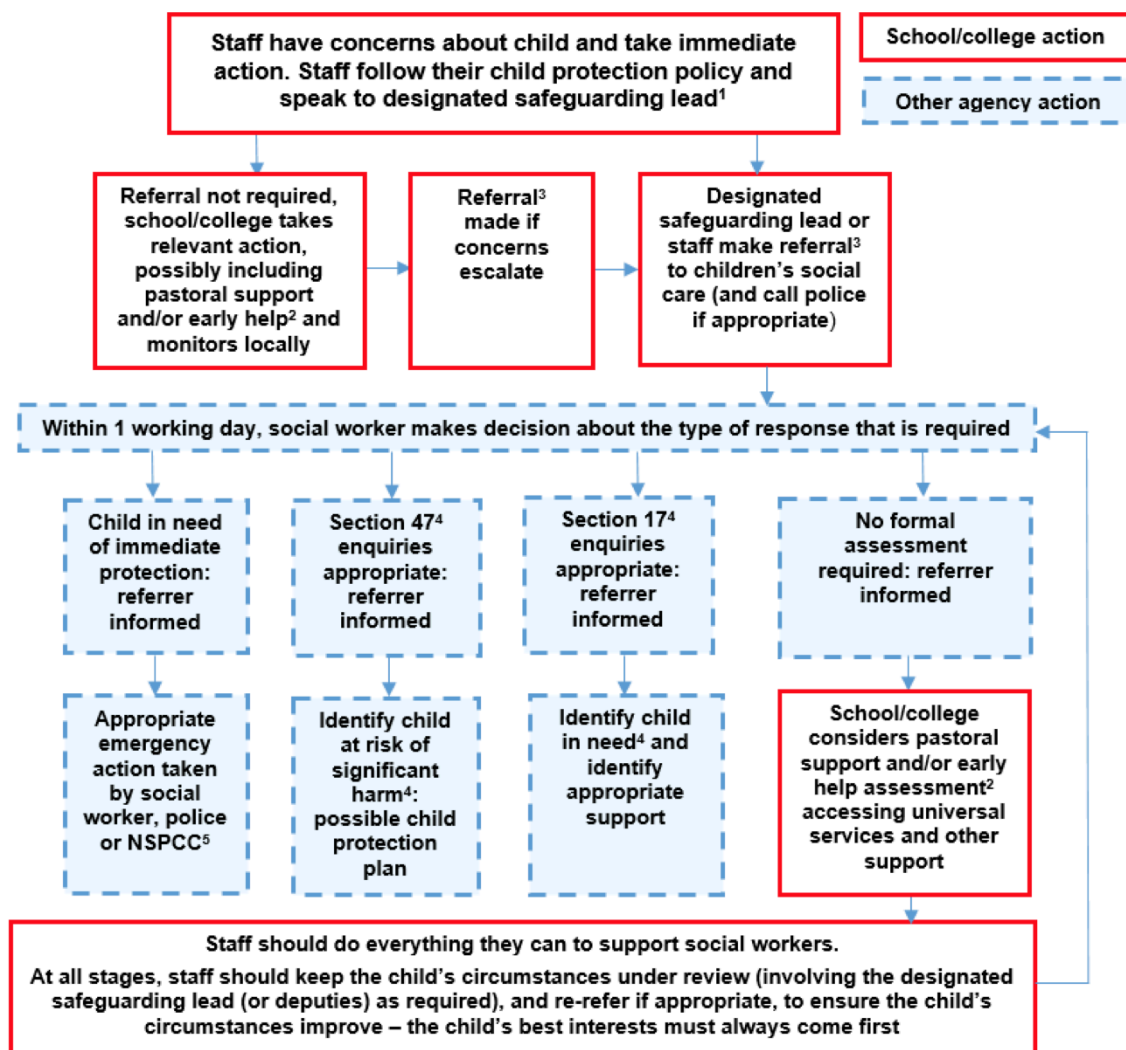 Staff have concerns about child and take immediate
action. Staff follow their child protection policy and
speak to designated safeguarding lead¹
School/college action
Other agency action
Referral not required,
school/college takes
relevant action,
possibly including
pastoral support
and/or early help² and
monitors locally
Referral³
made if
concerns
escalate
Designated
safeguarding lead or
staff make referral³
to children’s social
care (and call police
if appropriate)
Within 1 working day, social worker makes decision about the type of response that is required
Child in need
of immediate
protection:
referrer
informed
Section 47⁴
enquiries
appropriate:
referrer
informed
Section 17⁴
enquiries
appropriate:
referrer
informed
No formal
assessment
required: referrer
informed
Appropriate
emergency
action taken
by social
worker, police
or NSPCC⁵
Identify child
at risk of
significant
harm⁴:
possible child
protection
plan
Identify child
in need⁴ and
identify
appropriate
support
School/college
considers pastoral
support and/or early
help assessment²
accessing universal
services and other
support
Staff should do everything they can to support social workers.
At all stages, staff should keep the child’s circumstances under review (involving the designated
safeguarding lead (or deputies) as required), and re-refer if appropriate, to ensure the child’s
circumstances improve – the child’s best interests must always come first